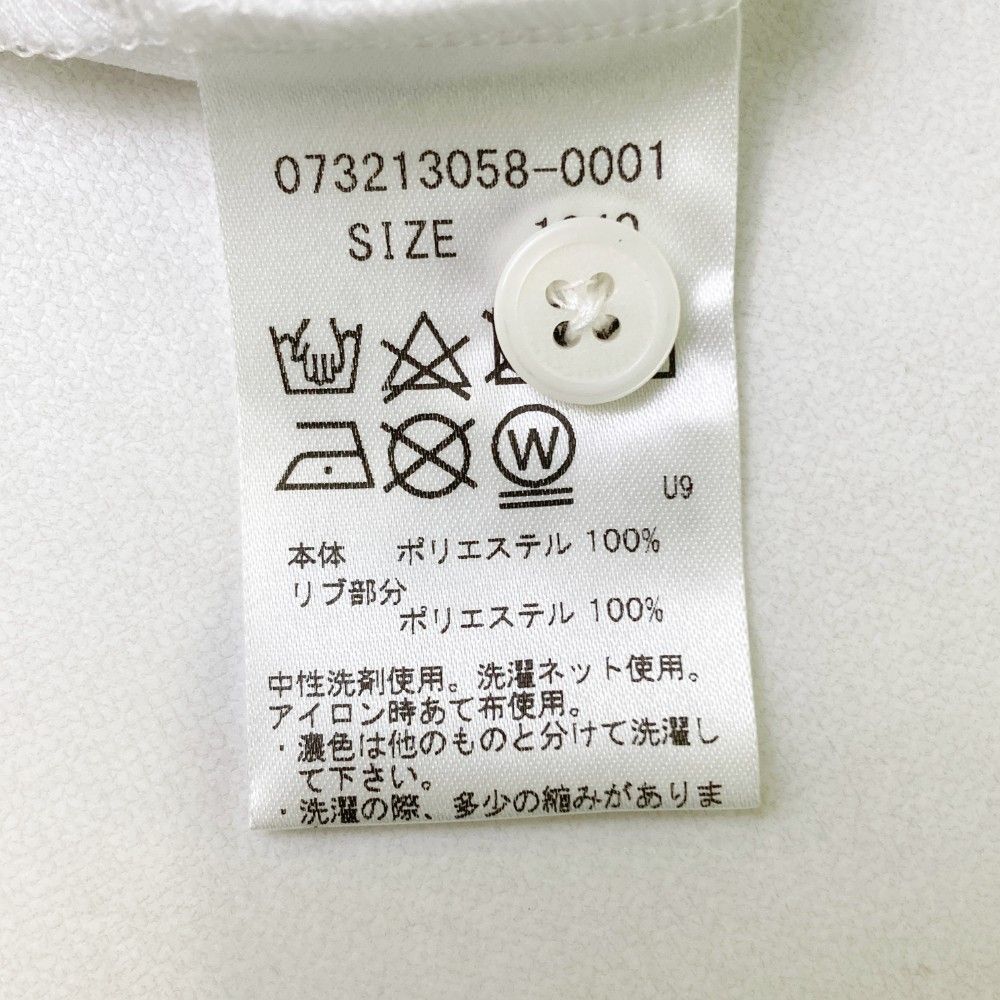 073213058-0001
SIZE
W
U9
本体 ポリエステル 100%
リブ部分
ポリエステル 100%
中性洗剤使用。洗濯ネット使用。
アイロン時あて布使用。
・濃色は他のものと分けて洗濯し
て下さい。
・洗濯の際、多少の縮みがありま